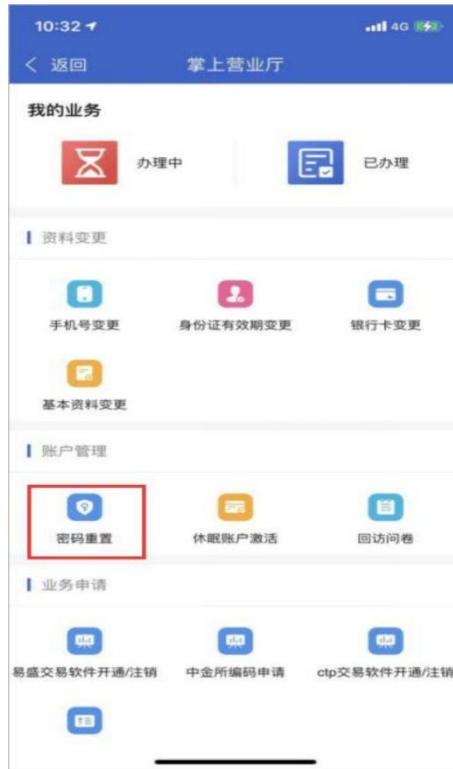 10:32
4G
返回
掌上营业厅
我的业务
办理中
已办理
资料变更
手机号变更
身份证有效期变更
银行卡变更
基本资料变更
账户管理
密码重置
休眠账户激活
回访问卷
业务申请
易盛交易软件开通/注销
中金所编码申请
ctp交易软件开通/注销